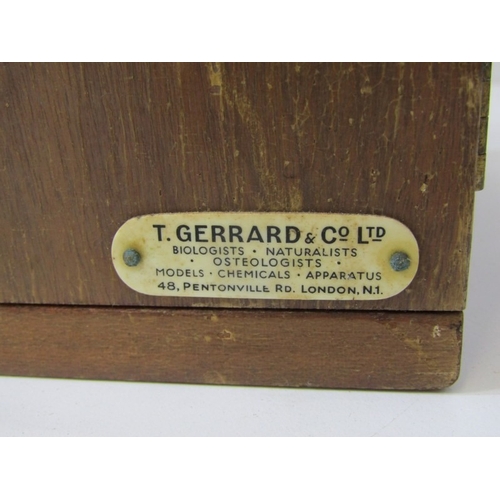 T. GERRARD & Co LTD
BIOLOGISTS · NATURALISTS
· OSTEOLOGISTS ·
MODELS · CHEMICALS · APPARATUS
48, PENTONVILLE RD. LONDON, N.1.